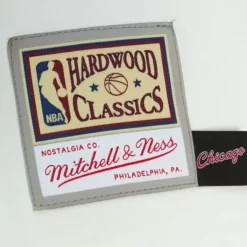 HARDWOOD
NBA
CLASSICS
NOSTALGIA CO.
Mitchell & Ness
PHILADELPHIA, PA.
Chicago